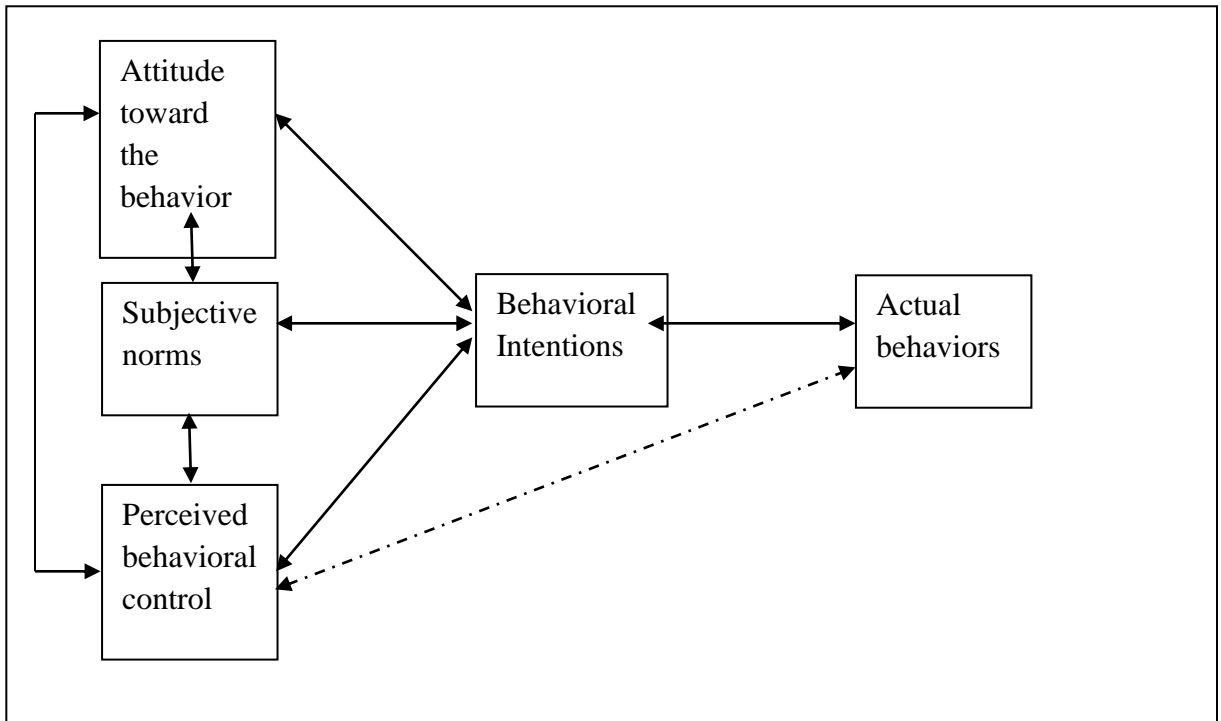 Attitude
toward
the
behavior
Subjective
norms
Perceived
behavioral
control
Behavioral
Intentions
Actual
behaviors